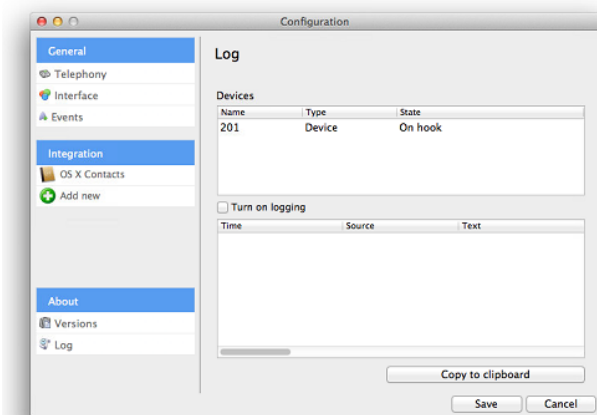 Configuration
General
Telephony
Interface
Events
Integration
OS X Contacts
Add new
About
Versions
Log
Log
Devices
Name Type State
201 Device On hook
Turn on logging
Time Source Text
Copy to clipboard
Save Cancel